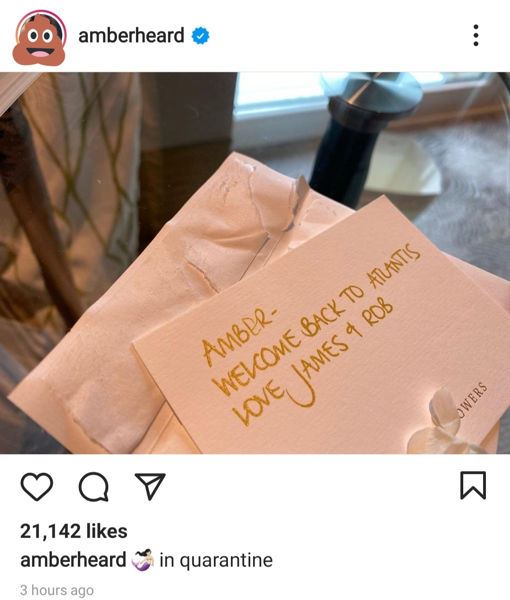 amberheard
AMBER-
WELCOME BACK TO ATLANTIS
LOVE JAMES & ROB
OWERS
21,142 likes
amberheard 🧜🏻‍♀️ in quarantine
3 hours ago